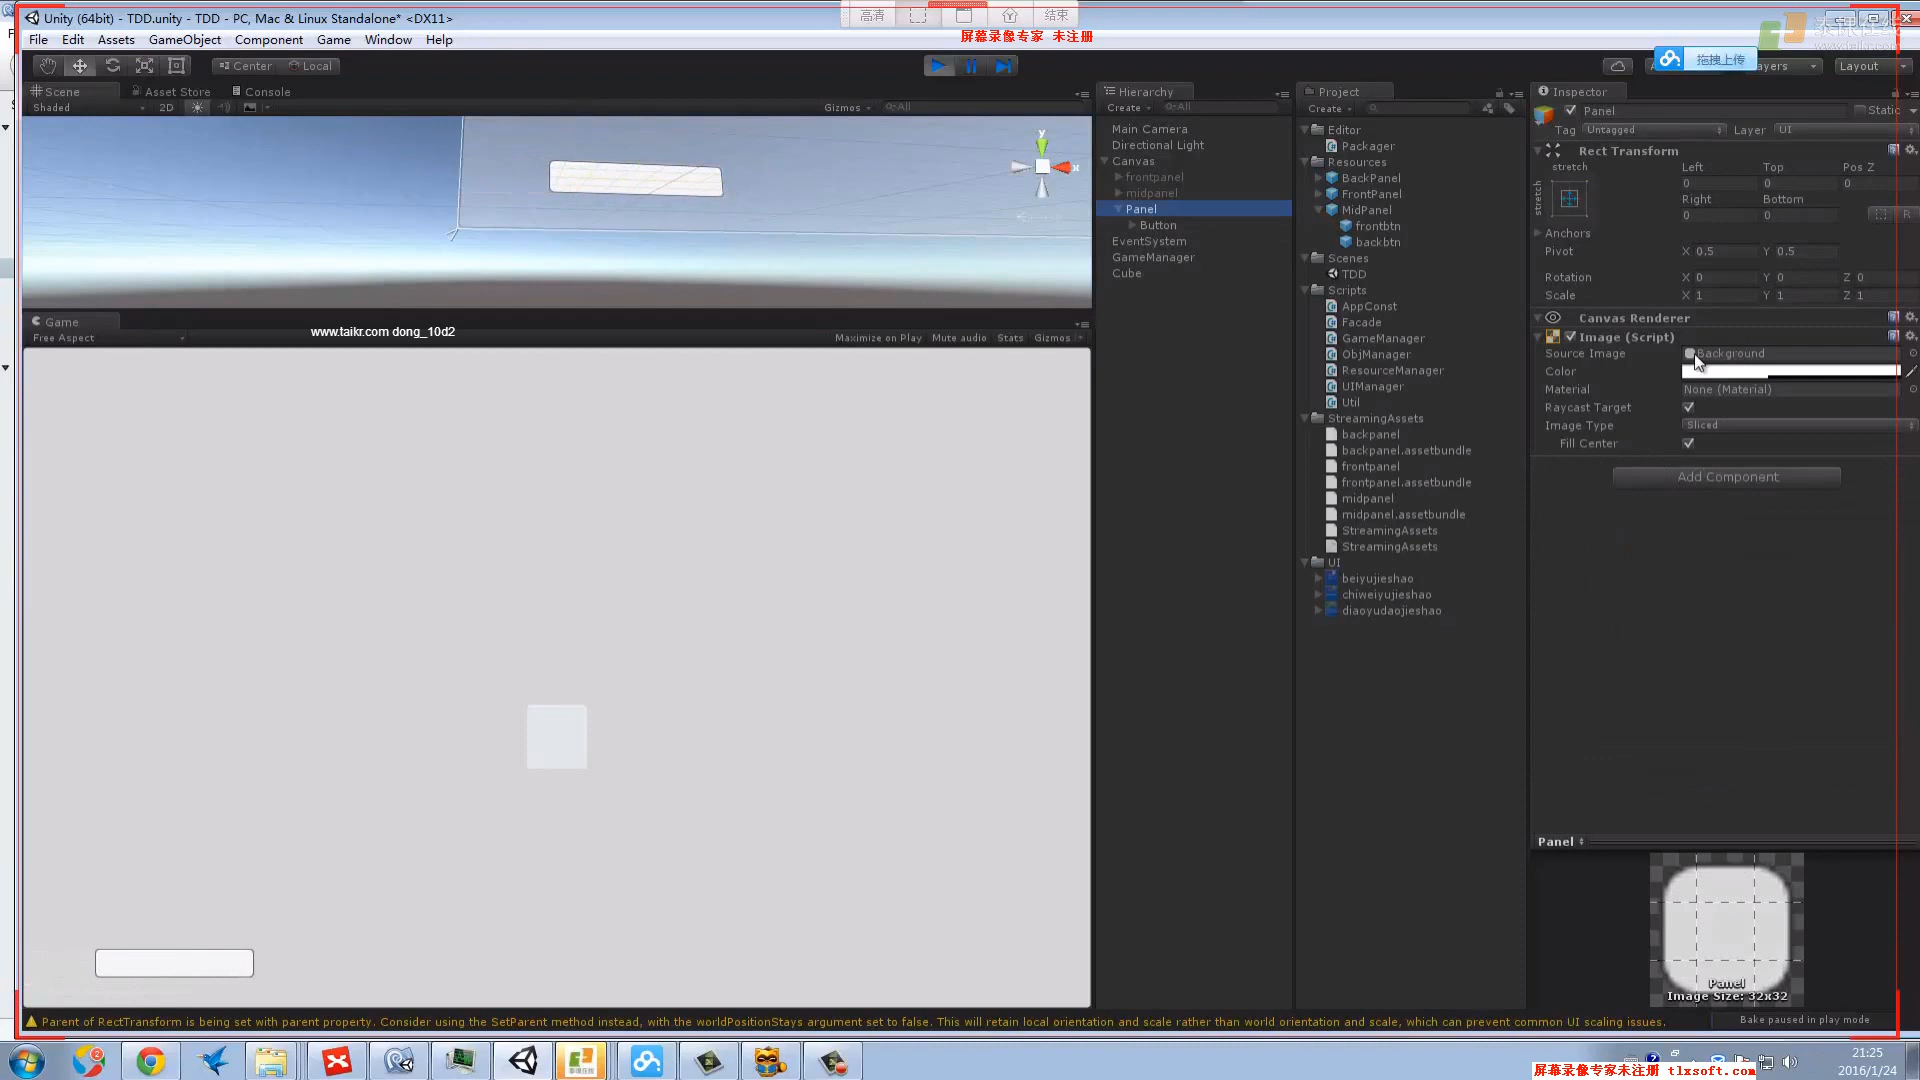 Unity (64bit) - TDD.unity - TDD - PC, Mac & Linux Standalone* <DX11>
高清
结束
屏幕录像专家 未注册
泰课在线
File Edit Assets GameObject Component Game Window Help
Center Local
拖拽上传
Layout
Scene Asset Store Console
Shaded 2D Gizmos All
y
x
Game
www.taikr.com dong_10d2
Free Aspect Maximize on Play Mute audio Stats Gizmos
Hierarchy
Create All
Main Camera
Directional Light
Canvas
frontpanel
midpanel
Panel
Button
EventSystem
GameManager
Cube
Project
Create
Editor
Packager
Resources
BackPanel
FrontPanel
MidPanel
frontbtn
backbtn
Scenes
TDD
Scripts
AppConst
Facade
GameManager
ObjManager
ResourceManager
UIManager
Util
StreamingAssets
backpanel
backpanel.assetbundle
frontpanel
frontpanel.assetbundle
midpanel
midpanel.assetbundle
StreamingAssets
StreamingAssets
UI
beiyujieshao
chiweiyujieshao
diaoyudaojieshao
Inspector
Panel Static
Tag Untagged Layer UI
Rect Transform
stretch Left Top Pos Z
stretch
0 0 0
Right Bottom
0 0 R
Anchors
Pivot X 0.5 Y 0.5
Rotation X 0 Y 0 Z 0
Scale X 1 Y 1 Z 1
Canvas Renderer
Image (Script)
Source Image Background
Color
Material None (Material)
Raycast Target
Image Type Sliced
Fill Center
Add Component
Panel
Panel
Image Size: 32x32
Parent of RectTransform is being set with parent property. Consider using the SetParent method instead, with the worldPositionStays argument set to false. This will retain local orientation and scale rather than world orientation and scale, which can prevent common UI scaling issues.
Bake paused in play mode
2
21:25
2016/1/24
屏幕录像专家未注册 tlxsoft.com